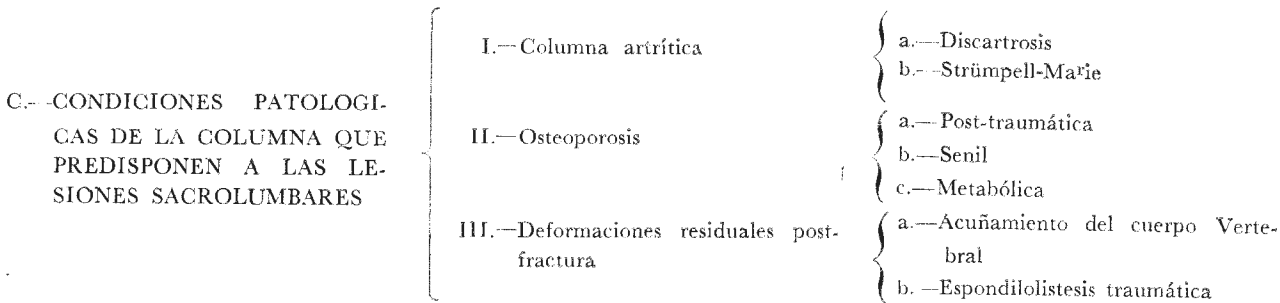 C.- -CONDICIONES PATOLOGI-
CAS DE LA COLUMNA QUE
PREDISPONEN A LAS LE-
SIONES SACROLUMBARES
I.—Columna artrítica
a.—Discartrosis
b.- -Strümpell-Marie
II.—Osteoporosis
a.—Post-traumática
b.—Senil
c.—Metabólica
III.—Deformaciones residuales post-
fractura
a.—Acuñamiento del cuerpo Verte-
bral
b. —Espondilolistesis traumática